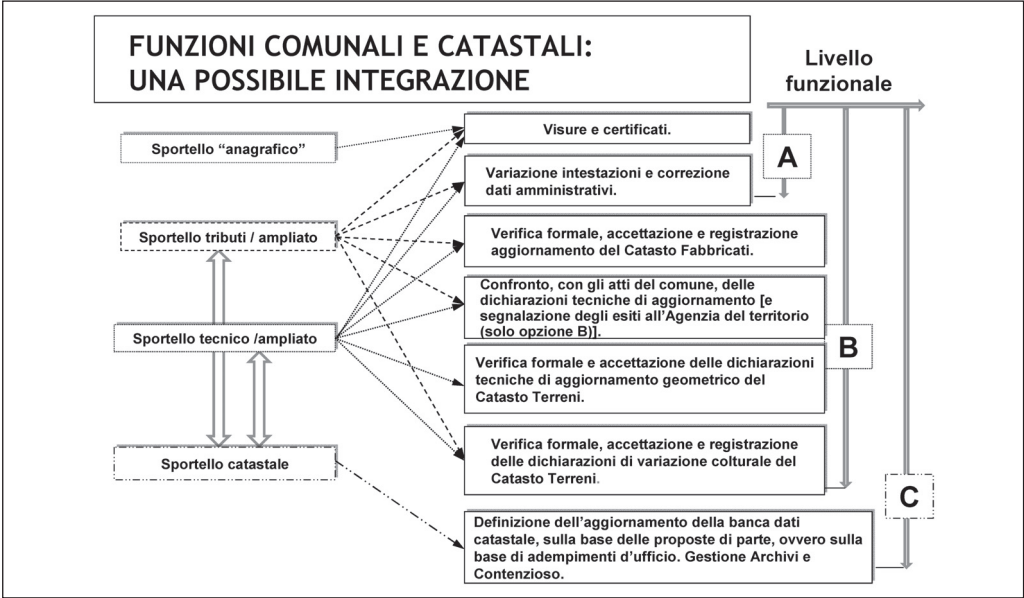 FUNZIONI COMUNALI E CATASTALI:
UNA POSSIBILE INTEGRAZIONE
Livello
funzionale
Sportello “anagrafico”
Sportello tributi / ampliato
Sportello tecnico /ampliato
Sportello catastale
Visure e certificati.
Variazione intestazioni e correzione
dati amministrativi.
Verifica formale, accettazione e registrazione
aggiornamento del Catasto Fabbricati.
Confronto, con gli atti del comune, delle
dichiarazioni tecniche di aggiornamento [e
segnalazione degli esiti all’Agenzia del territorio
(solo opzione B)].
Verifica formale e accettazione delle dichiarazioni
tecniche di aggiornamento geometrico del
Catasto Terreni.
Verifica formale, accettazione e registrazione
delle dichiarazioni di variazione colturale del
Catasto Terreni.
Definizione dell’aggiornamento della banca dati
catastale, sulla base delle proposte di parte, ovvero sulla
base di adempimenti d’ufficio. Gestione Archivi e
Contenzioso.
A
B
C